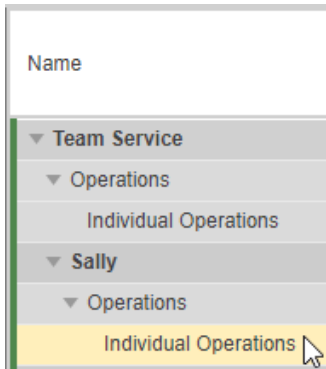 Name
Team Service
Operations
Individual Operations
Sally
Operations
Individual Operations